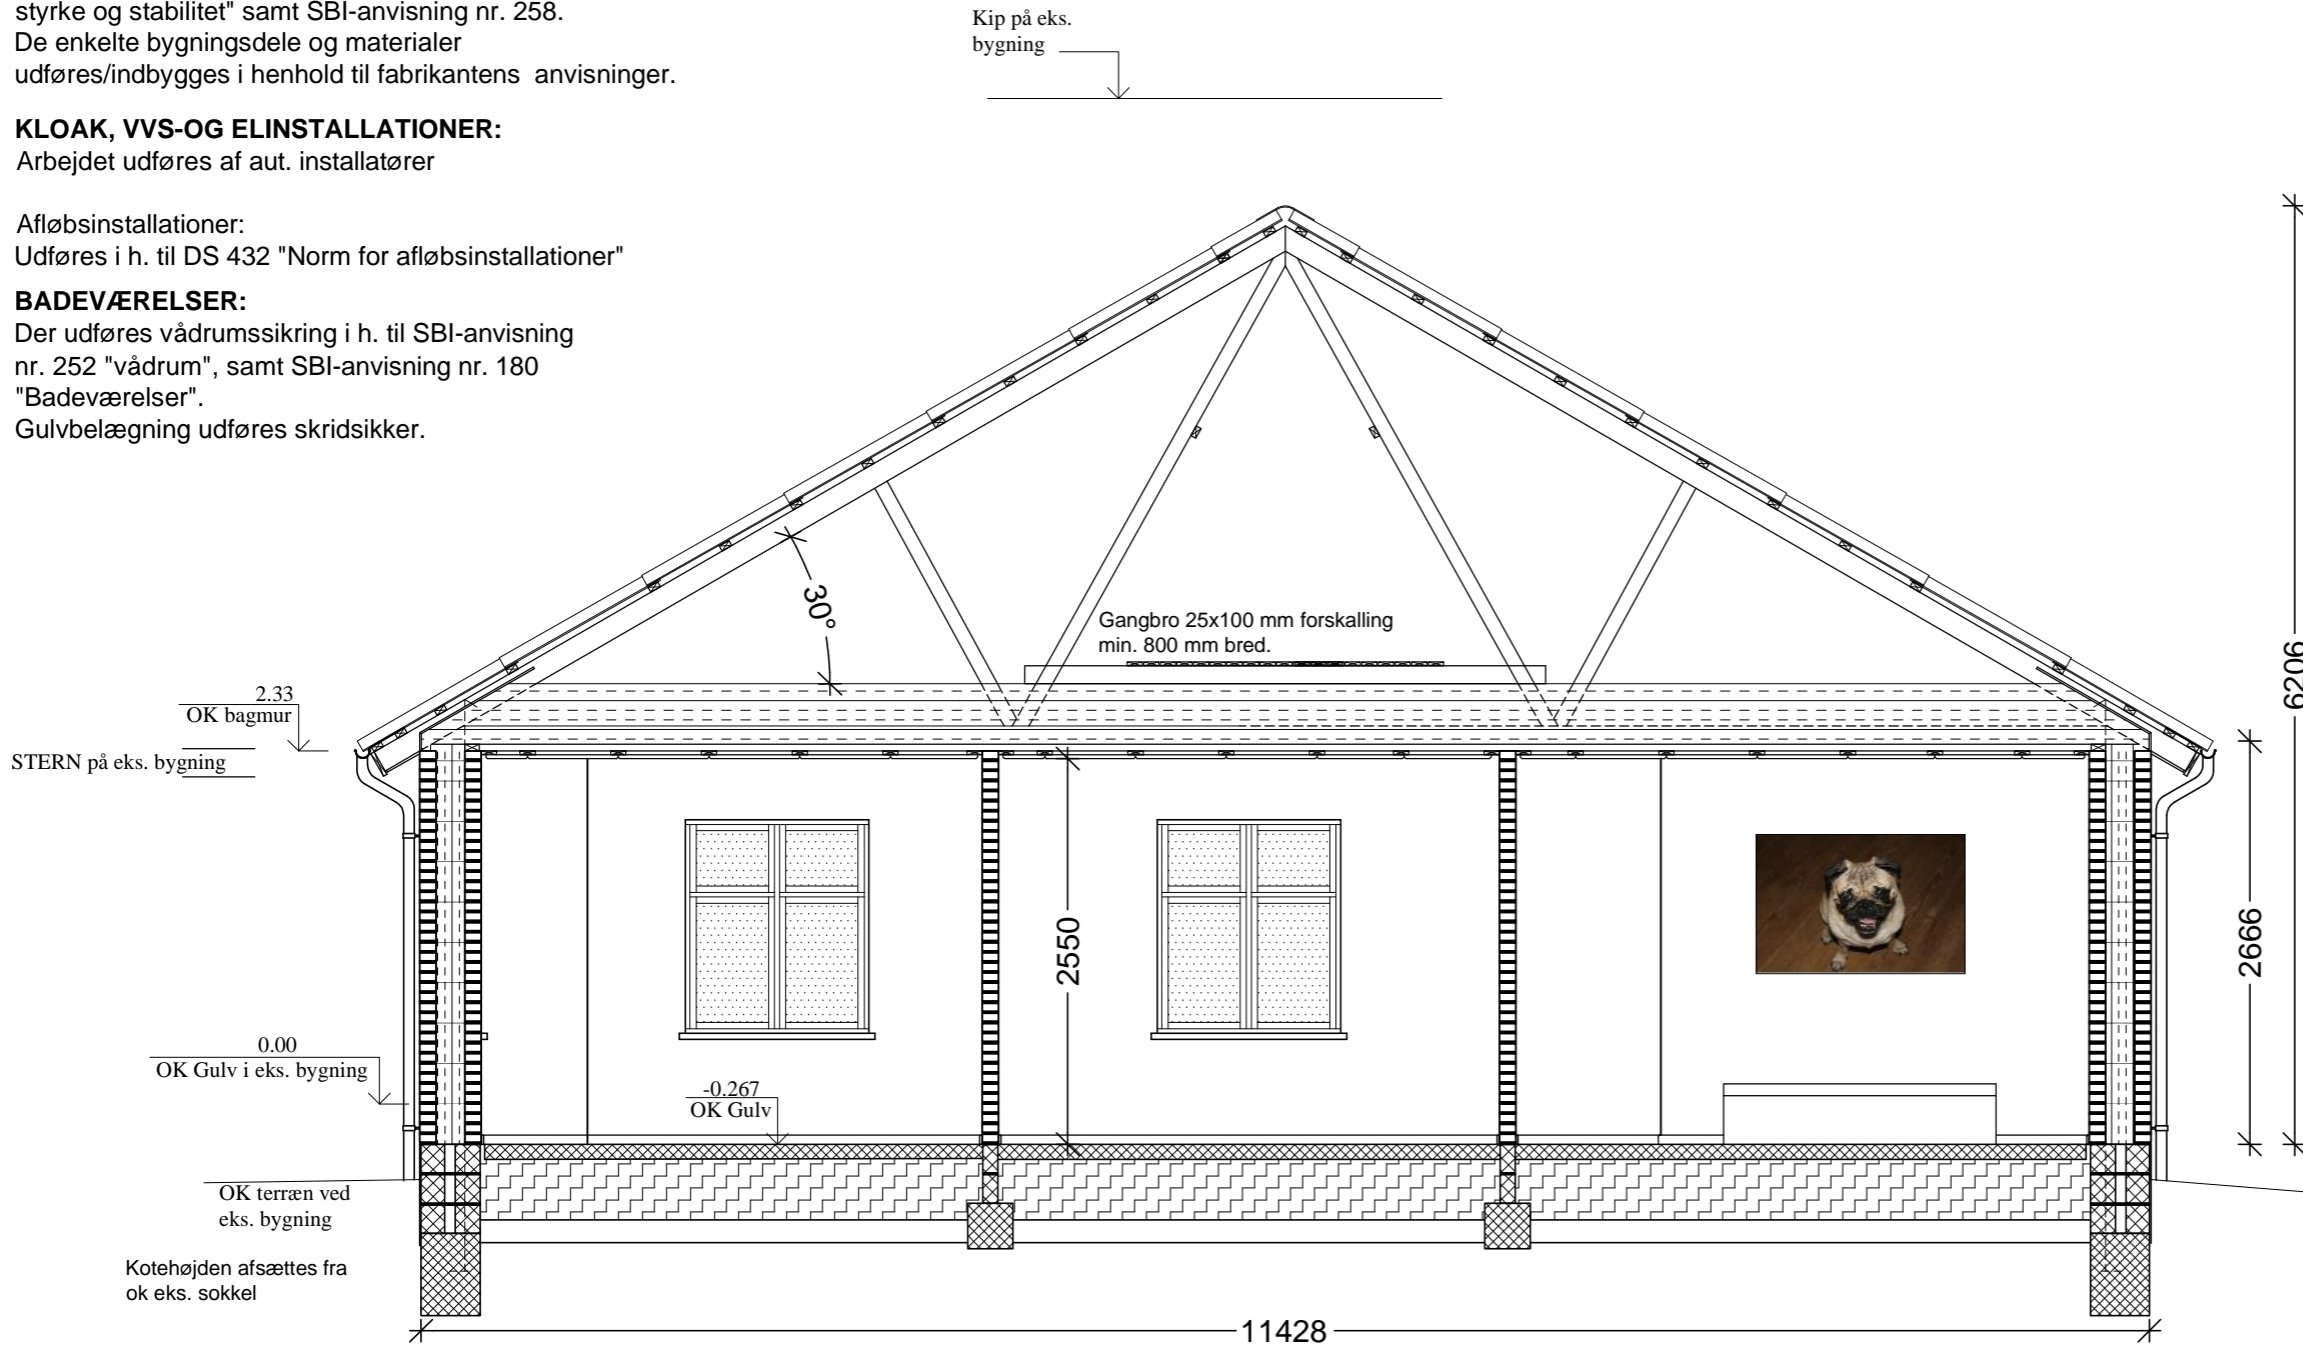 styrke og stabilitet" samt SBI-anvisning nr. 258.
De enkelte bygningsdele og materialer
udføres/indbygges i henhold til fabrikantens anvisninger.
KLOAK, VVS-OG ELINSTALLATIONER:
Arbejdet udføres af aut. installatører
Afløbsinstallationer:
Udføres i h. til DS 432 "Norm for afløbsinstallationer"
BADEVÆRELSER:
Der udføres vådrumssikring i h. til SBI-anvisning
nr. 252 "vådrum", samt SBI-anvisning nr. 180
"Badeværelser".
Gulvbelægning udføres skridsikker.
Kip på eks.
bygning
30°
Gangbro 25x100 mm forskalling
min. 800 mm bred.
6206
2.33
OK bagmur
STERN på eks. bygning
2550
2666
0.00
OK Gulv i eks. bygning
-0.267
OK Gulv
OK terræn ved
eks. bygning
Kotehøjden afsættes fra
ok eks. sokkel
11428